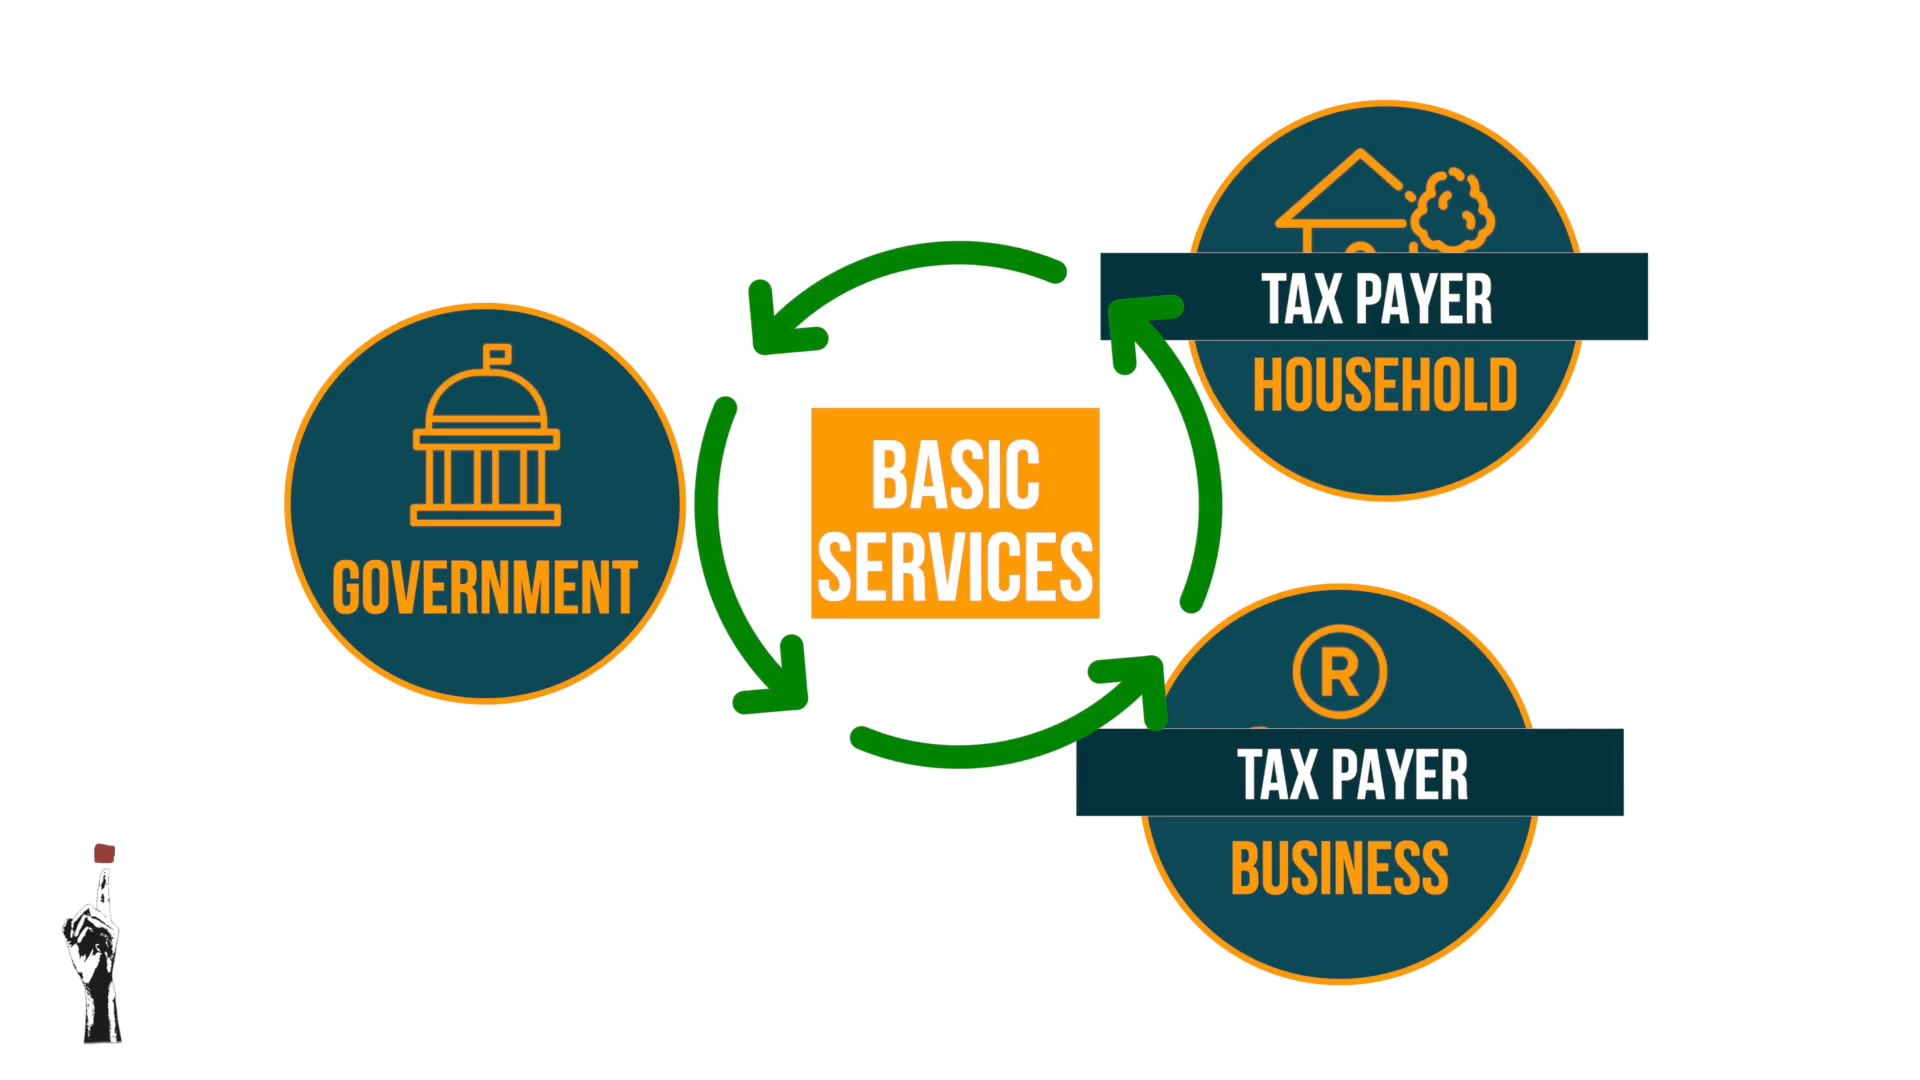 TAX PAYER
HOUSEHOLD
BASIC
SERVICES
GOVERNMENT
R
TAX PAYER
BUSINESS